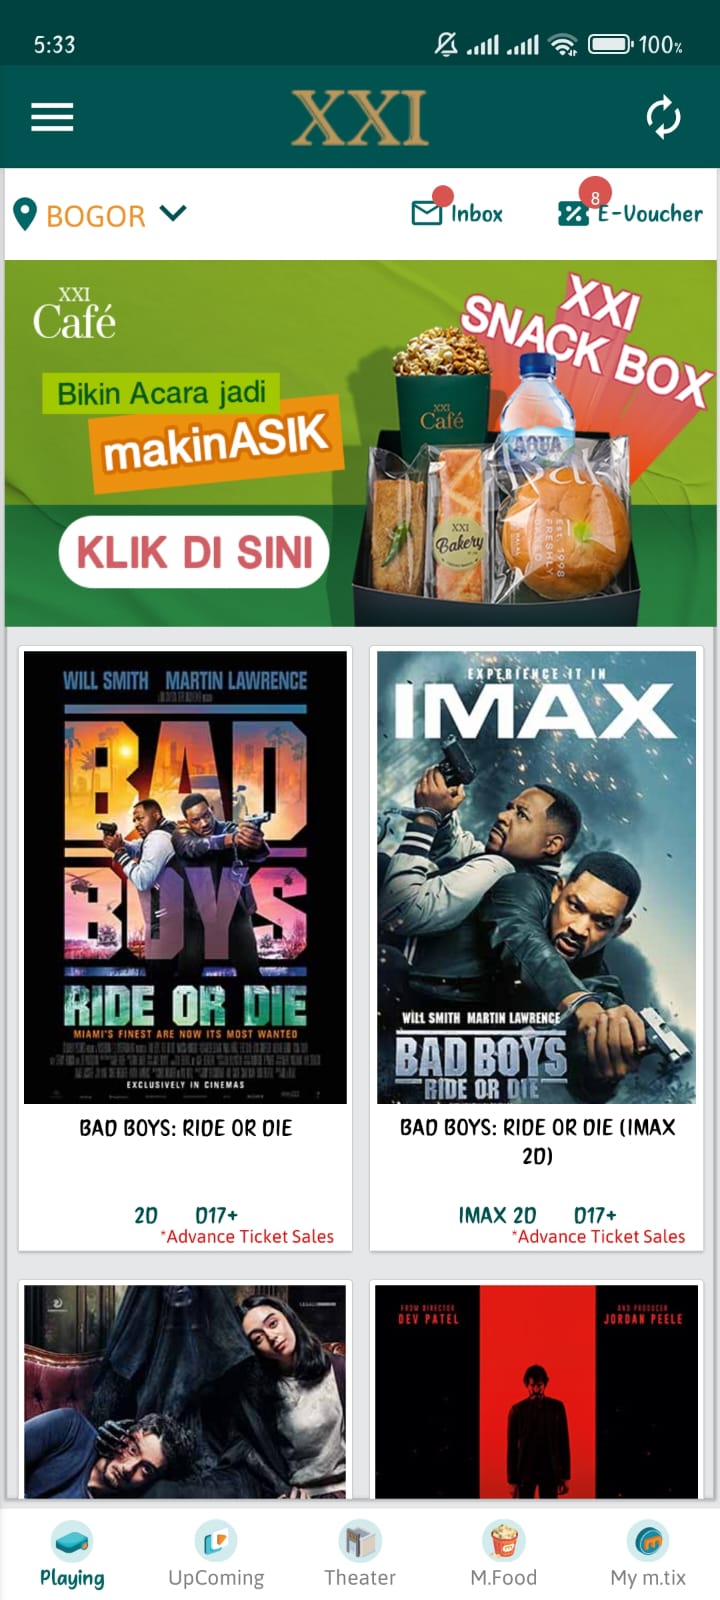 5:33
100%
XXI
BOGOR
Inbox
8
E-Voucher
XXI
Café
XXI
SNACK BOX
Bikin Acara jadi
makinASIK
KLIK DI SINI
XXI
Café
AQUA
XXI
Bakery
EST. 1998
FRESHLY
BAKED
WILL SMITH MARTIN LAWRENCE
BAD
BOYS
RIDE OR DIE
MIAMI'S FINEST ARE NOW ITS MOST WANTED
EXCLUSIVELY IN CINEMAS
EXPERIENCE IT IN
IMAX
WILL SMITH MARTIN LAWRENCE
BAD BOYS
RIDE OR DIE
BAD BOYS: RIDE OR DIE
2D D17+
*Advance Ticket Sales
BAD BOYS: RIDE OR DIE (IMAX
2D)
IMAX 2D D17+
*Advance Ticket Sales
FROM DIRECTOR
DEV PATEL
AND PRODUCER
JORDAN PEELE
Playing
UpComing
Theater
M.Food
My m.tix